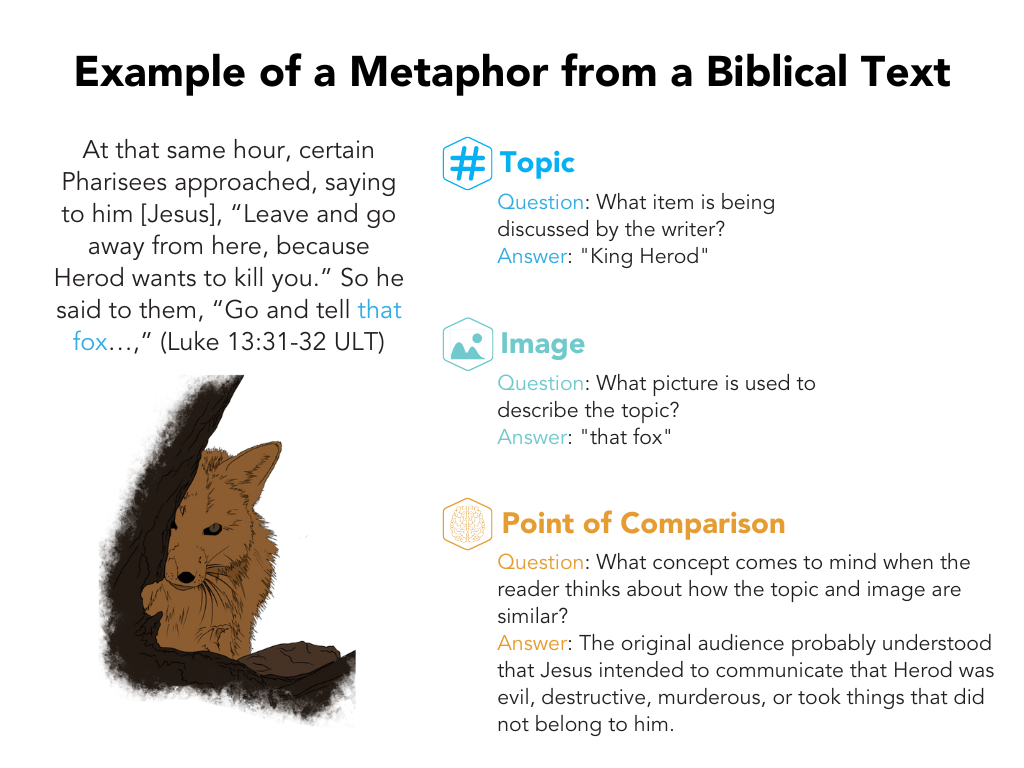 Example of a Metaphor from a Biblical Text
At that same hour, certain
Pharisees approached, saying
to him [Jesus], “Leave and go
away from here, because
Herod wants to kill you.” So he
said to them, “Go and tell that
fox…,” (Luke 13:31-32 ULT)
# Topic
Question: What item is being
discussed by the writer?
Answer: "King Herod"
Image
Question: What picture is used to
describe the topic?
Answer: "that fox"
Point of Comparison
Question: What concept comes to mind when the
reader thinks about how the topic and image are
similar?
Answer: The original audience probably understood
that Jesus intended to communicate that Herod was
evil, destructive, murderous, or took things that did
not belong to him.